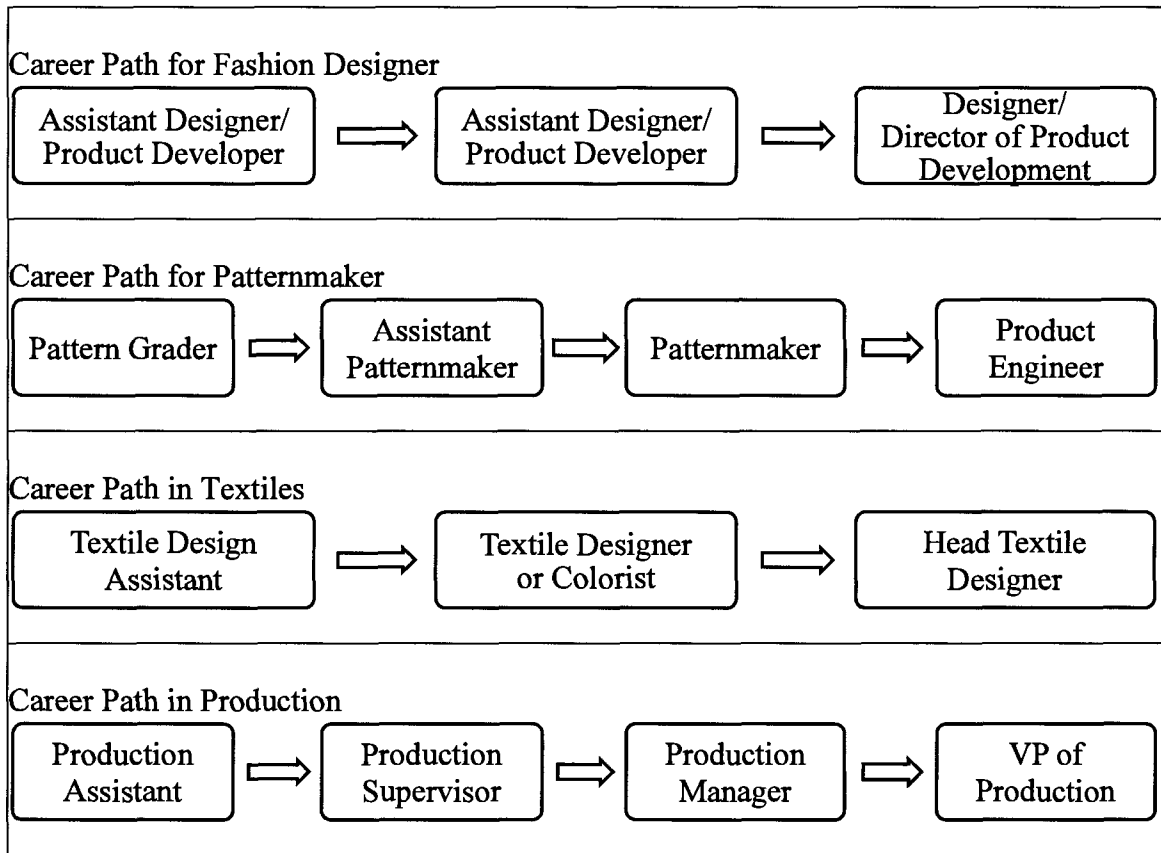 Career Path for Fashion Designer
Assistant Designer/
Product Developer
Assistant Designer/
Product Developer
Designer/
Director of Product
Development
Career Path for Patternmaker
Pattern Grader
Assistant
Patternmaker
Patternmaker
Product
Engineer
Career Path in Textiles
Textile Design
Assistant
Textile Designer
or Colorist
Head Textile
Designer
Career Path in Production
Production
Assistant
Production
Supervisor
Production
Manager
VP of
Production